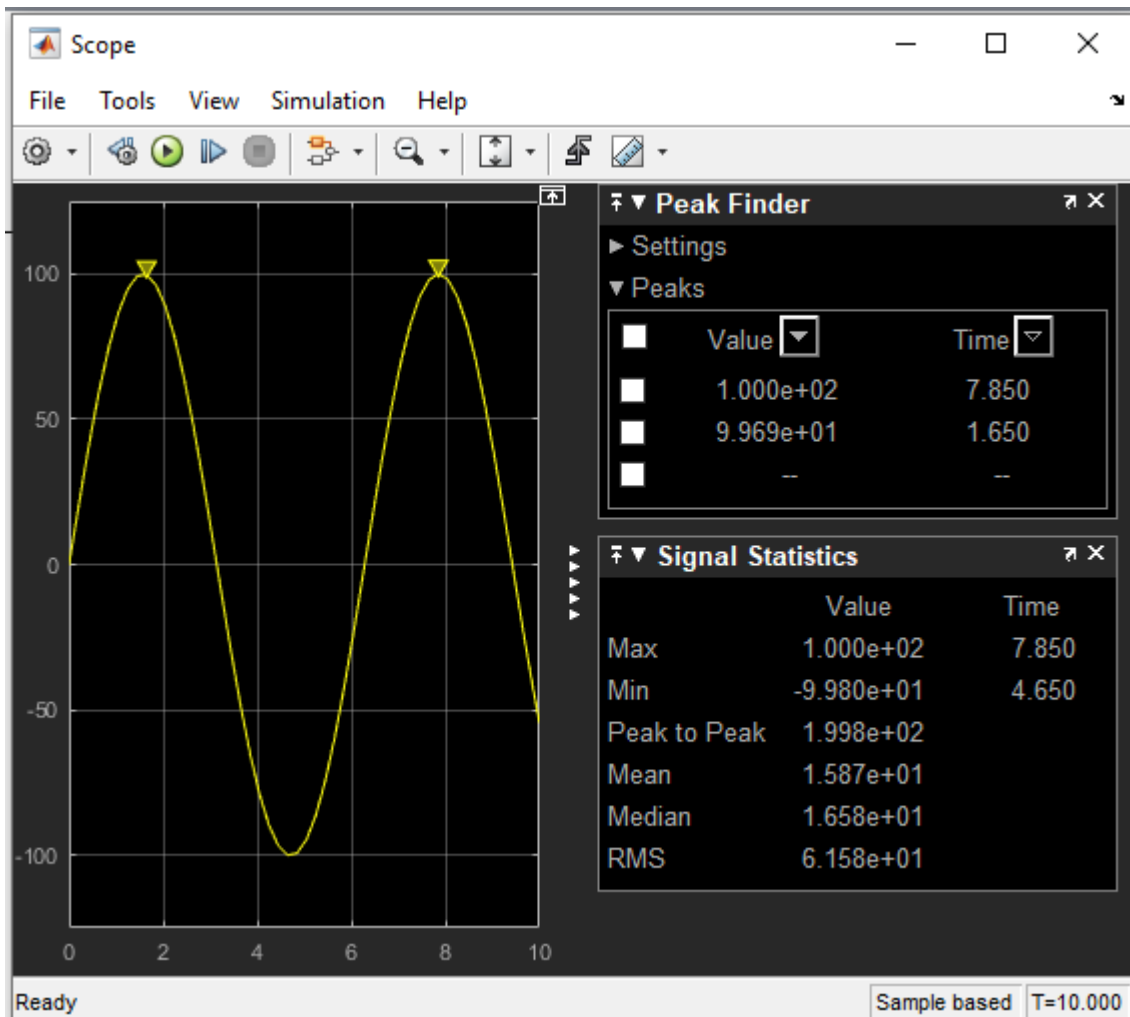 Scope
File Tools View Simulation Help
100
50
0
-50
-100
0 2 4 6 8 10
Peak Finder
Settings
Peaks
Value Time
1.000e+02 7.850
9.969e+01 1.650
-- --
Signal Statistics
Value Time
Max 1.000e+02 7.850
Min -9.980e+01 4.650
Peak to Peak 1.998e+02
Mean 1.587e+01
Median 1.658e+01
RMS 6.158e+01
Ready Sample based T=10.000